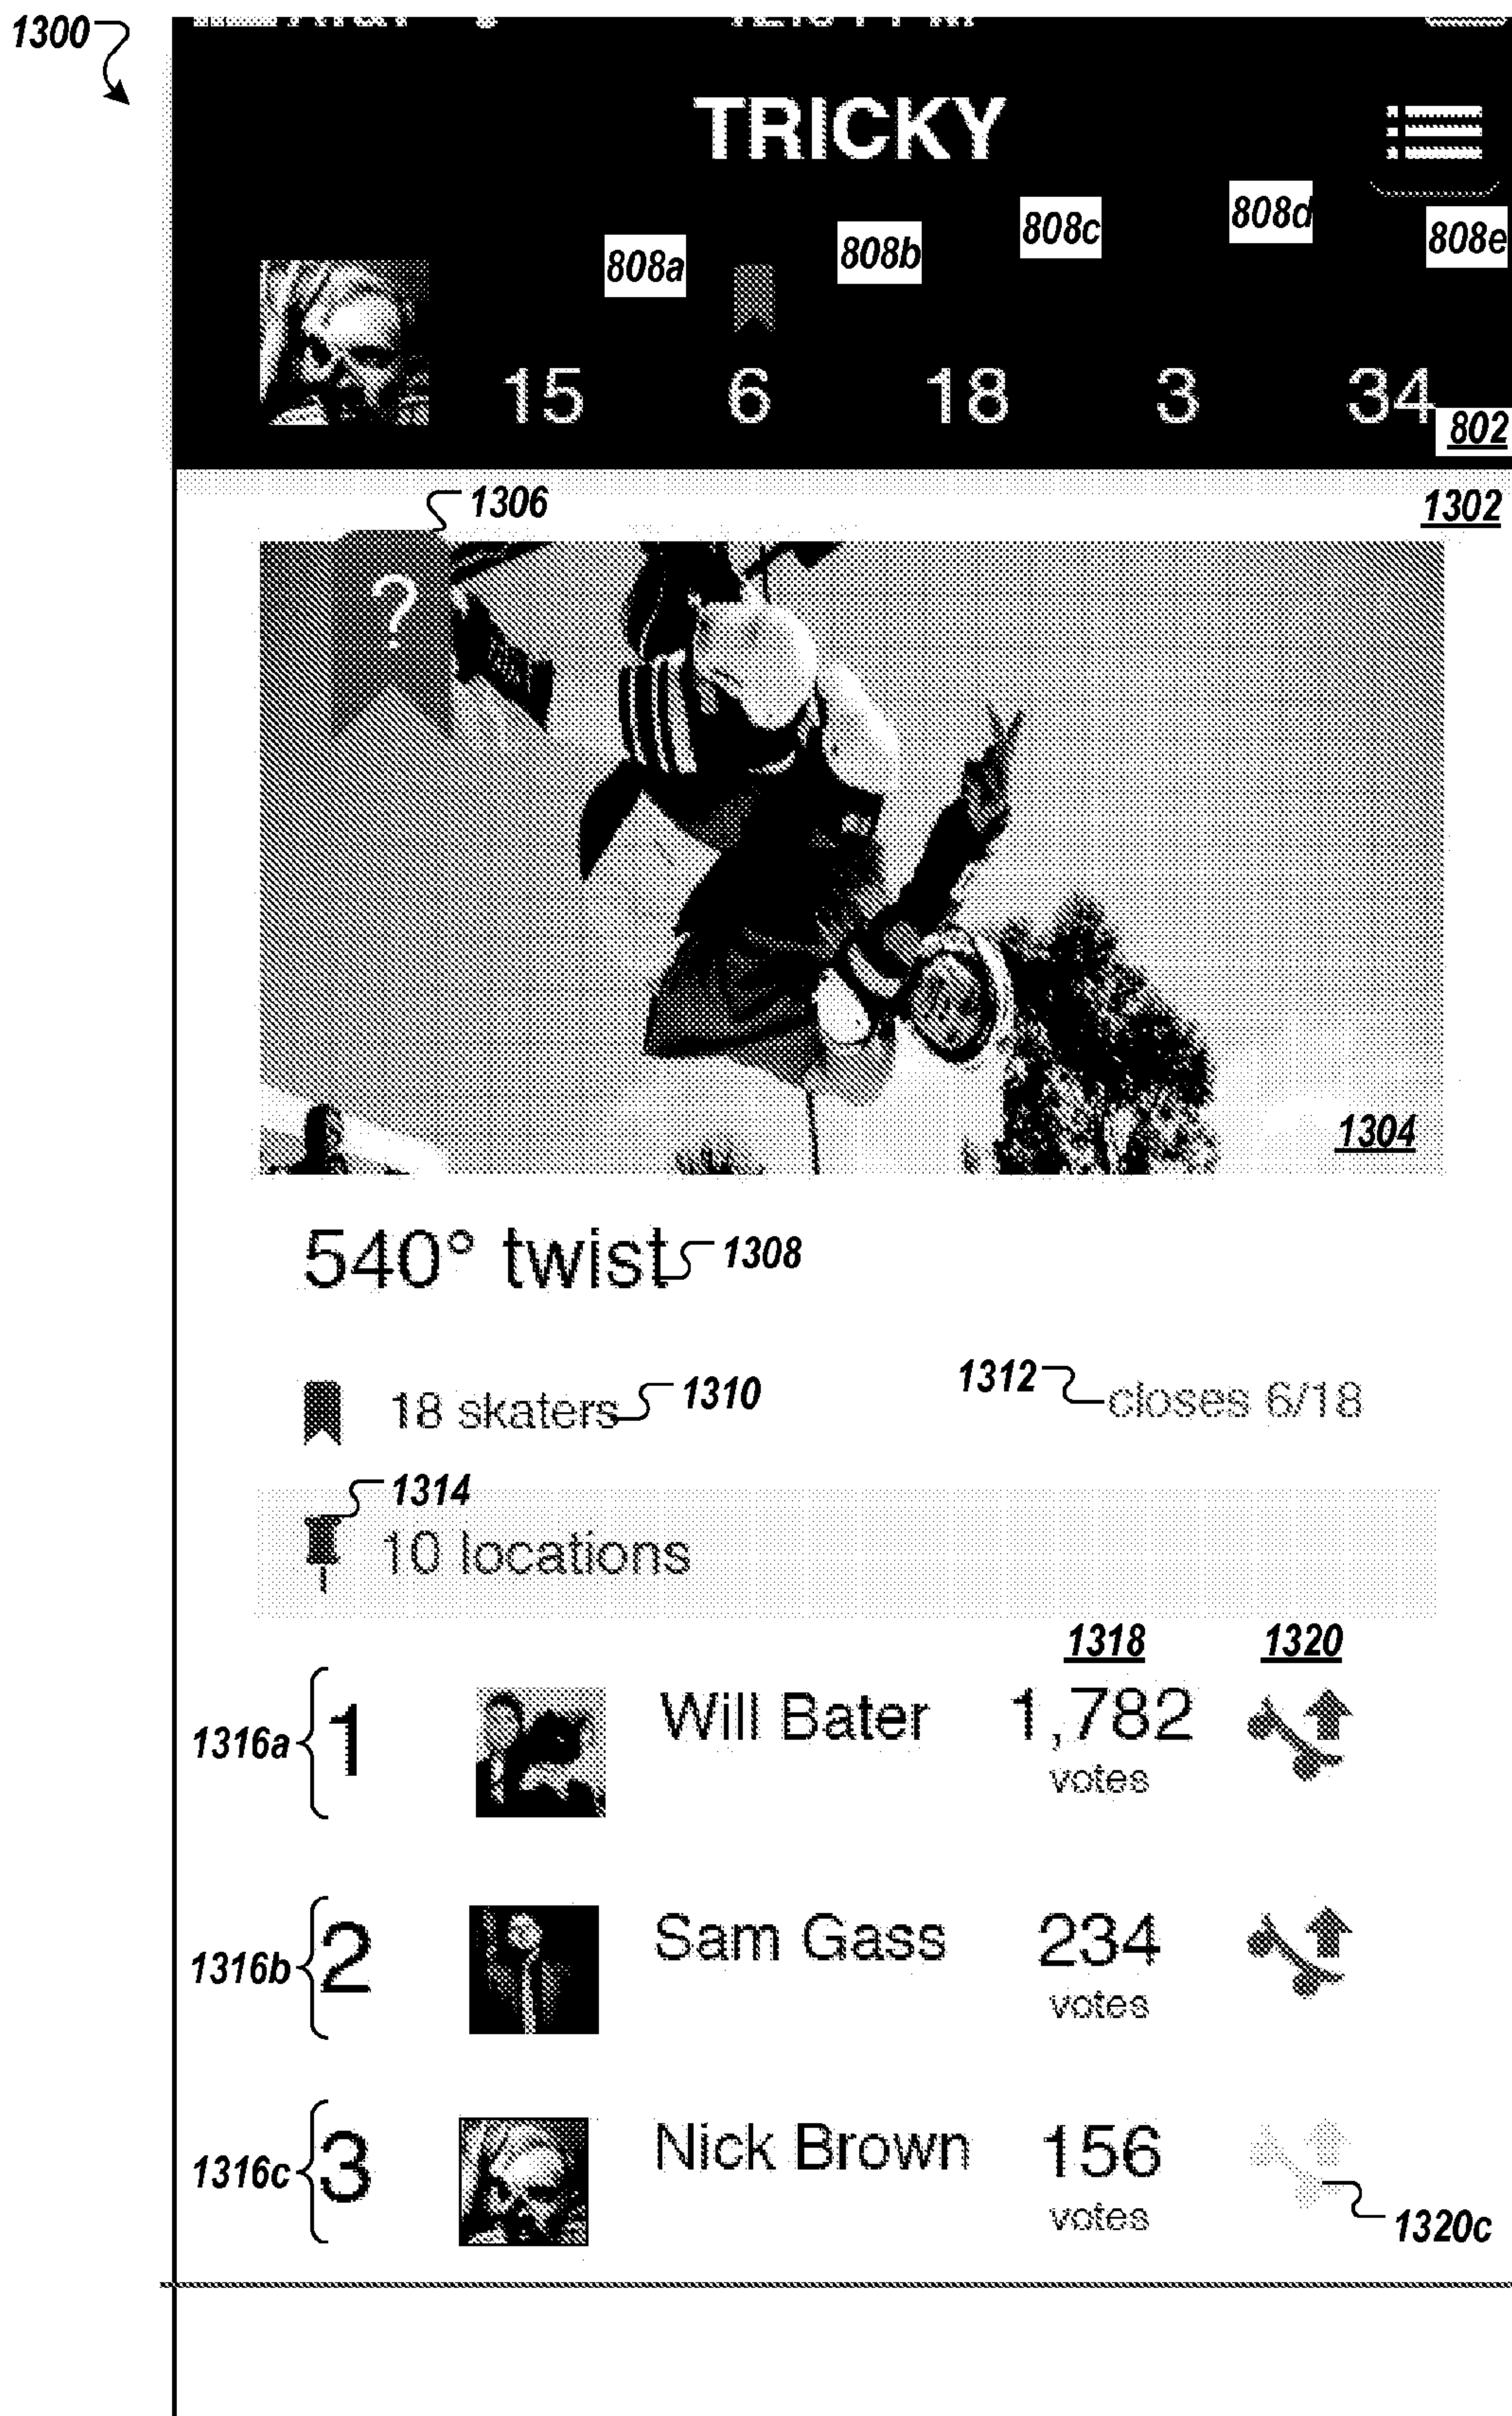 1300
TRICKY
808a 808b 808c 808d 808e
15 6 18 3 34
802
1306 1302
?
1304
540° twist 1308
18 skaters 1310 1312 closes 6/18
1314
10 locations
1318 1320
1316a 1 Will Bater 1,782
votes
1316b 2 Sam Gass 234
votes
1316c 3 Nick Brown 156
votes
1320c